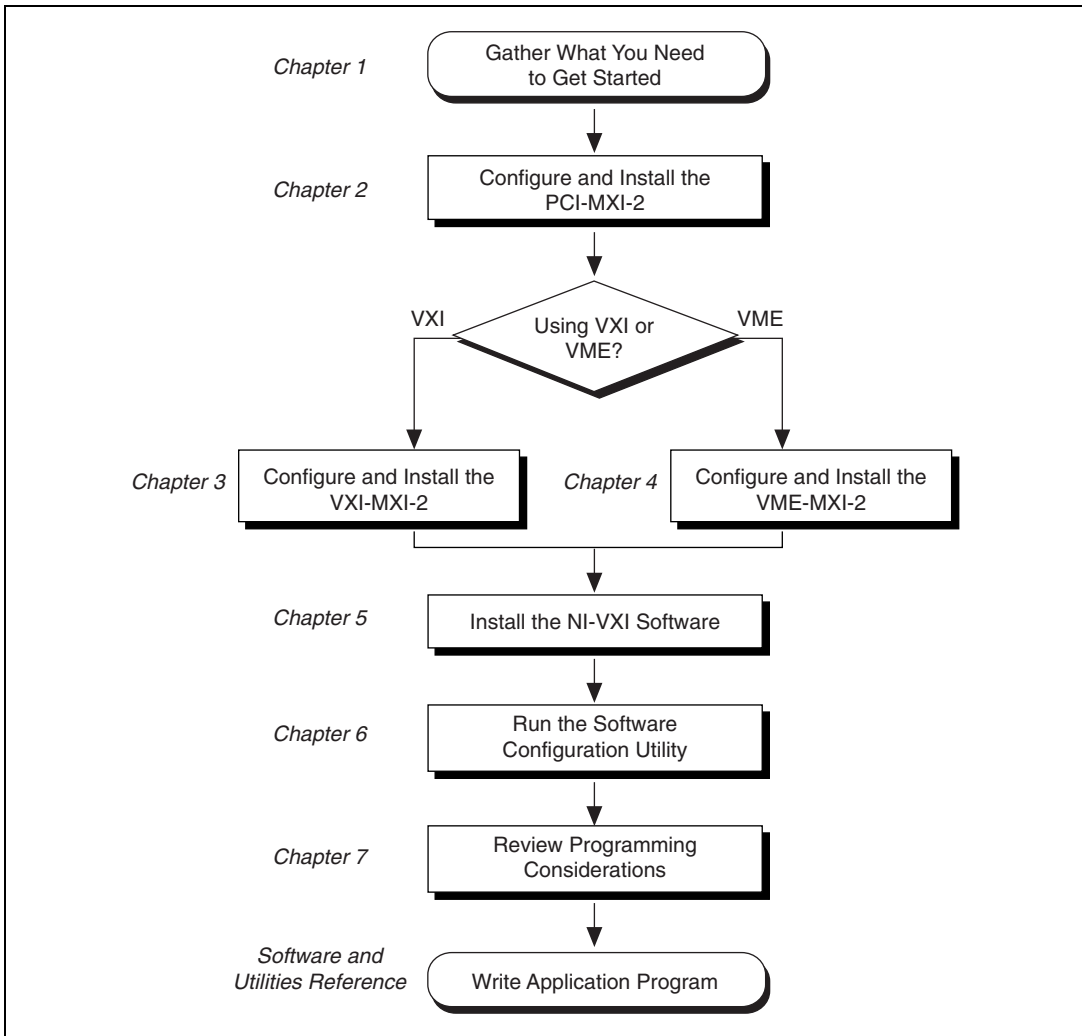 Chapter 1
Gather What You Need
to Get Started
Chapter 2
Configure and Install the
PCI-MXI-2
VXI
Using VXI or
VME?
VME
Chapter 3
Configure and Install the
VXI-MXI-2
Chapter 4
Configure and Install the
VME-MXI-2
Chapter 5
Install the NI-VXI Software
Chapter 6
Run the Software
Configuration Utility
Chapter 7
Review Programming
Considerations
Software and
Utilities Reference
Write Application Program